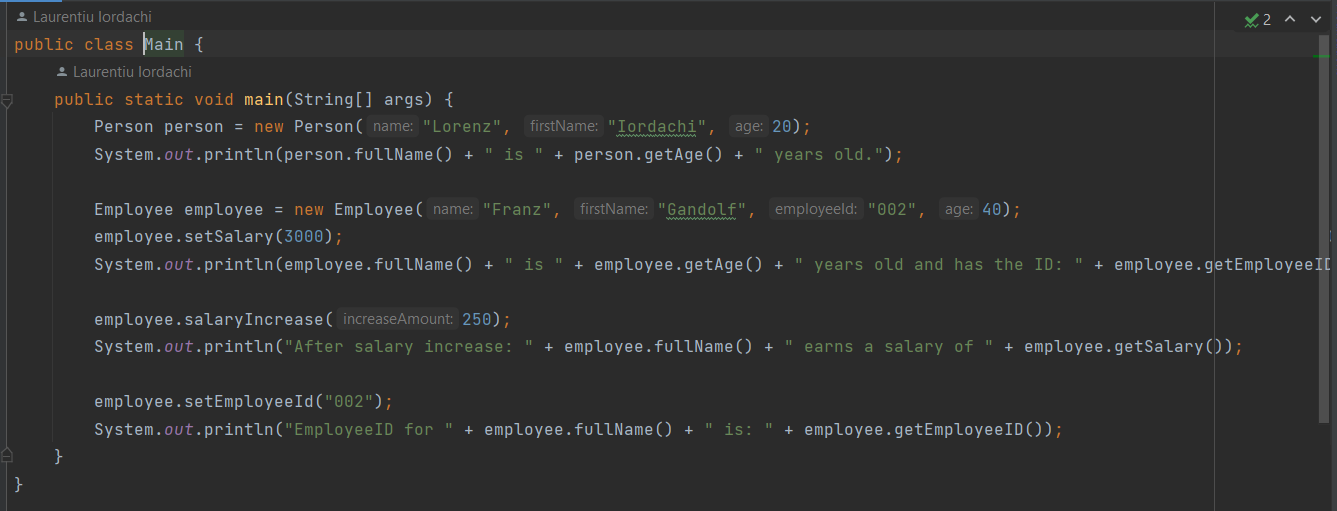 Laurentiu Iordachi
2
public class Main {
Laurentiu Iordachi
public static void main(String[] args) {
Person person = new Person( name: "Lorenz", firstName: "Iordachi", age: 20);
System.out.println(person.fullName() + " is " + person.getAge() + " years old.");
Employee employee = new Employee( name: "Franz", firstName: "Gandolf", employeeId: "002", age: 40);
employee.setSalary(3000);
System.out.println(employee.fullName() + " is " + employee.getAge() + " years old and has the ID: " + employee.getEmployeeID
employee.salaryIncrease( increaseAmount: 250);
System.out.println("After salary increase: " + employee.fullName() + " earns a salary of " + employee.getSalary());
employee.setEmployeeId("002");
System.out.println("EmployeeID for " + employee.fullName() + " is: " + employee.getEmployeeID());
}
}